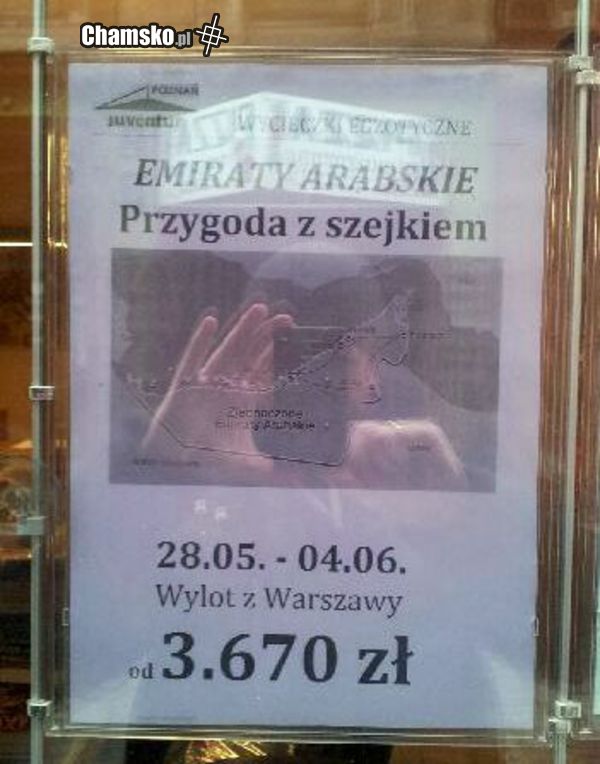 Chamsko.pl
POZNAŃ
Juventur
WYCIECZKI EGZOTYCZNE
EMIRATY ARABSKIE
Przygoda z szejkiem
Zjednoczone
Emiraty Arabskie
28.05. - 04.06.
Wylot z Warszawy
od 3.670 zł